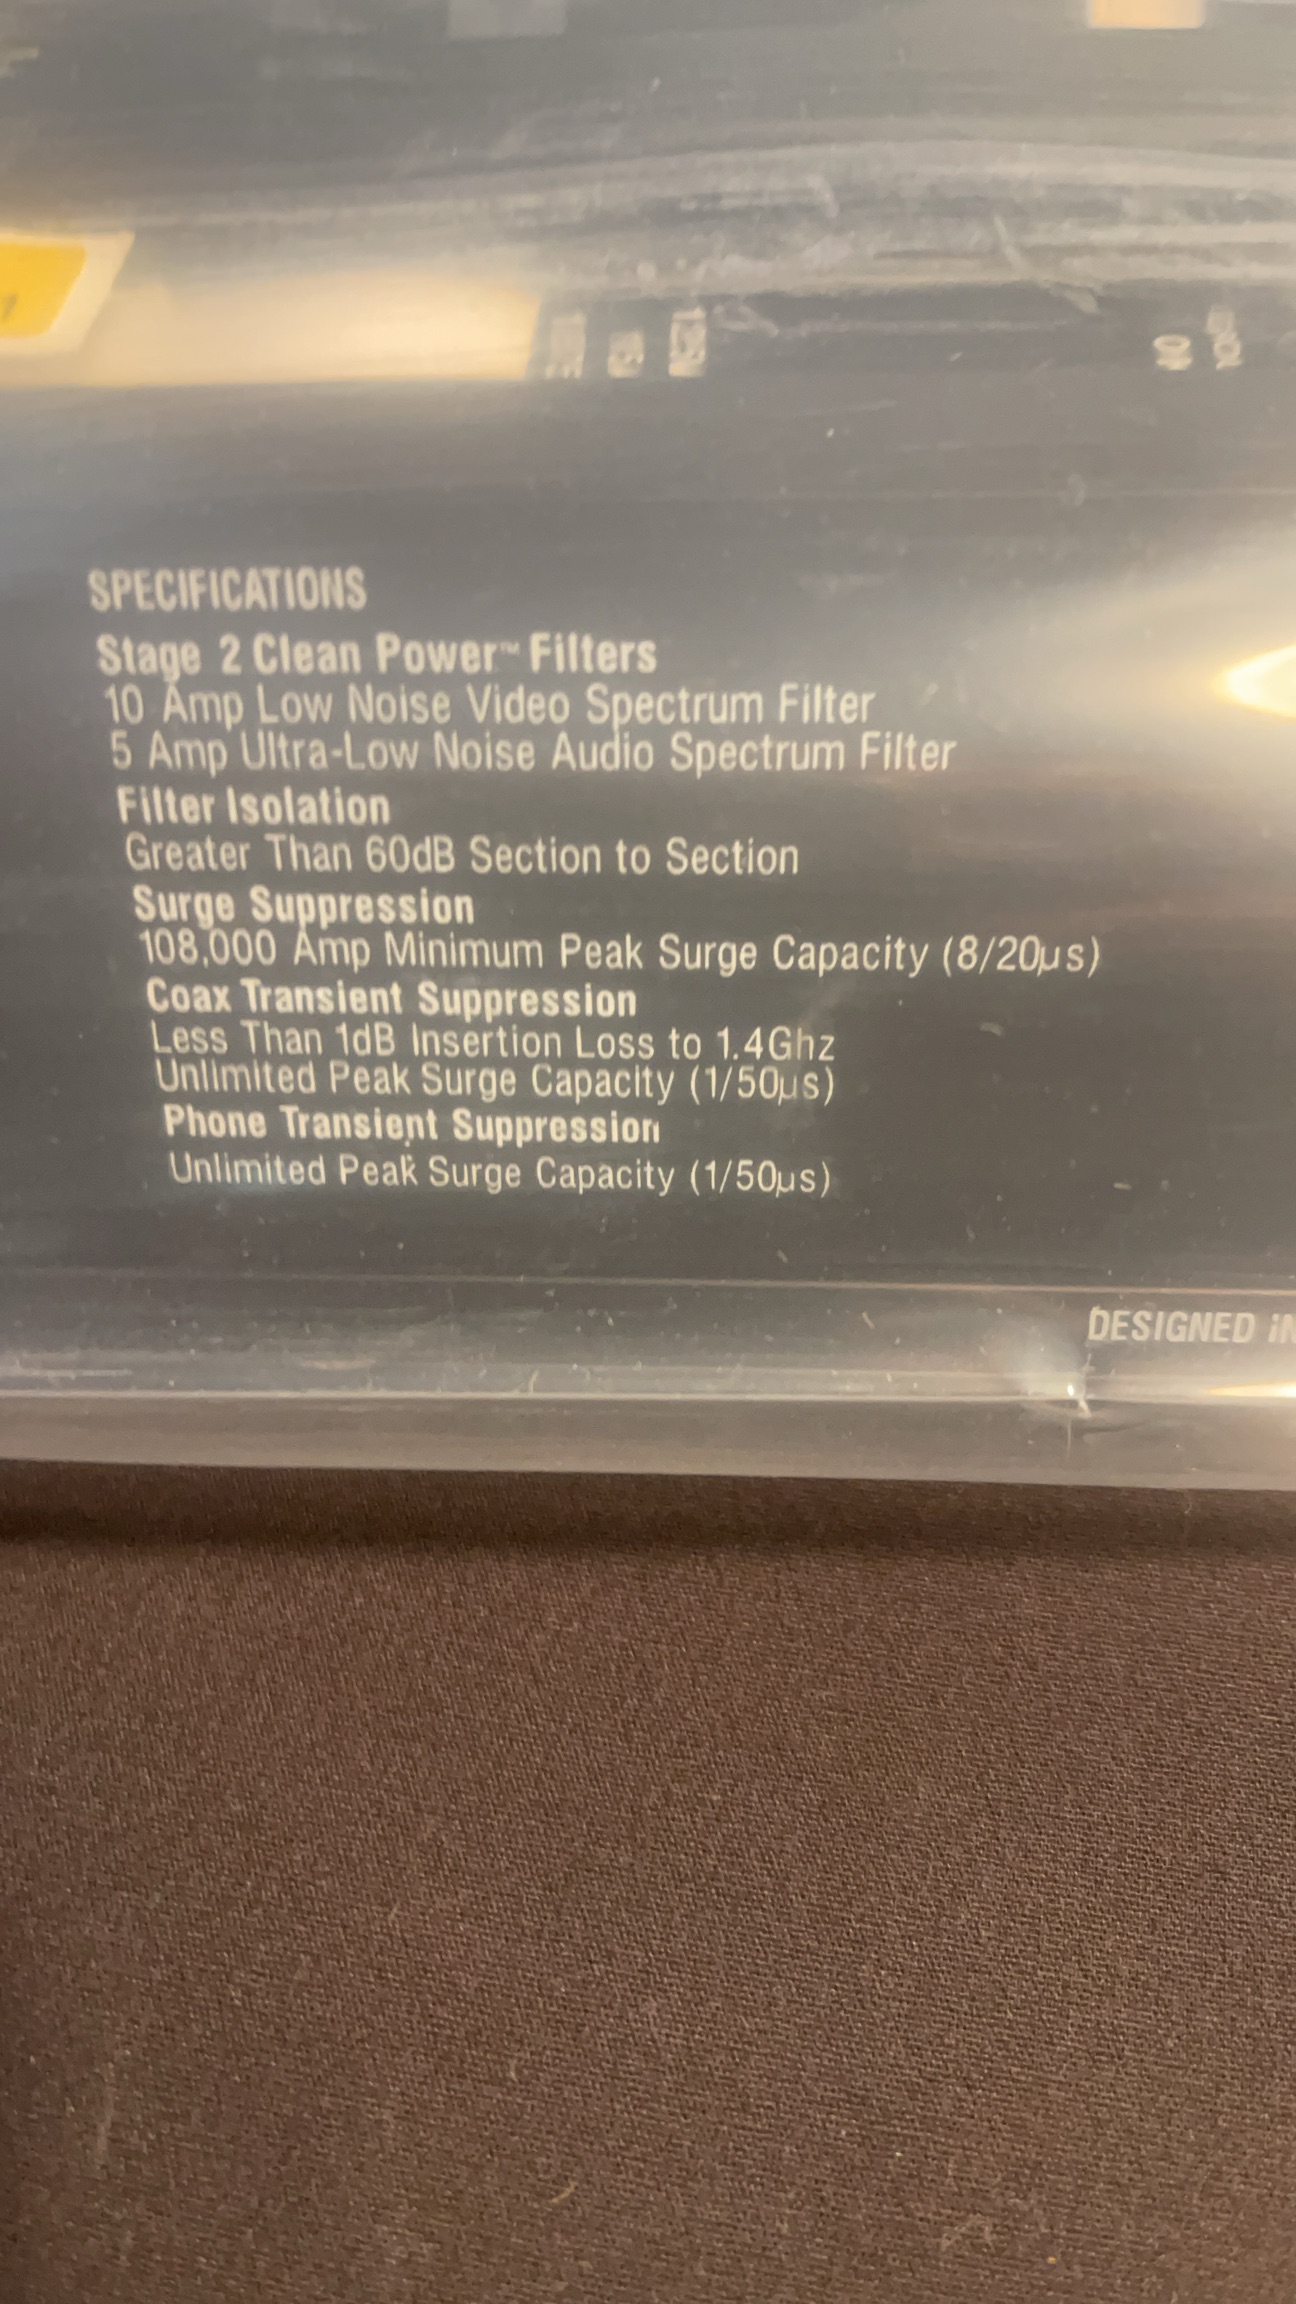 SPECIFICATIONS
Stage 2 Clean Power™ Filters
10 Amp Low Noise Video Spectrum Filter
5 Amp Ultra-Low Noise Audio Spectrum Filter
Filter Isolation
Greater Than 60dB Section to Section
Surge Suppression
108,000 Amp Minimum Peak Surge Capacity (8/20µs)
Coax Transient Suppression
Less Than 1dB Insertion Loss to 1.4Ghz
Unlimited Peak Surge Capacity (1/50µs)
Phone Transient Suppression
Unlimited Peak Surge Capacity (1/50µs)
DESIGNED iN